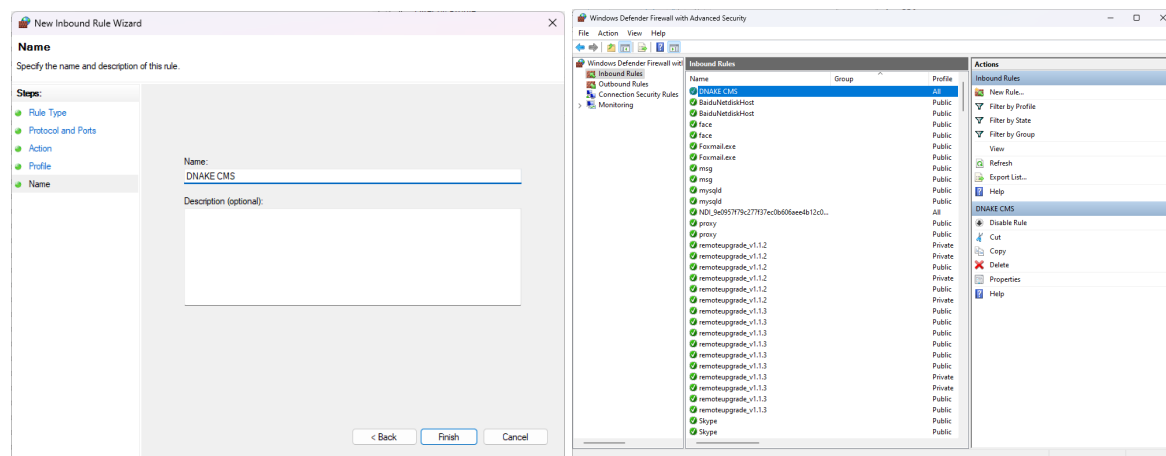 New Inbound Rule Wizard
Name
Specify the name and description of this rule.
Steps:
Rule Type
Protocol and Ports
Action
Profile
Name
Name:
DNAKE CMS
Description (optional):
< Back Finish Cancel
Windows Defender Firewall with Advanced Security
File Action View Help
Windows Defender Firewall witl
Inbound Rules
Outbound Rules
Connection Security Rules
Monitoring
Inbound Rules
Name Group Profile
DNAKE CMS All
BaiduNetdiskHost Public
BaiduNetdiskHost Public
face Public
face Public
Foxmail.exe Public
Foxmail.exe Public
msg Public
msg Public
mysqld Public
mysqld Public
NDI_9e0957f79c277f37ec0b606aee4b12c0... All
proxy Public
proxy Public
remoteupgrade_v1.1.2 Private
remoteupgrade_v1.1.2 Private
remoteupgrade_v1.1.2 Public
remoteupgrade_v1.1.2 Public
remoteupgrade_v1.1.2 Public
remoteupgrade_v1.1.2 Private
remoteupgrade_v1.1.3 Public
remoteupgrade_v1.1.3 Public
remoteupgrade_v1.1.3 Public
remoteupgrade_v1.1.3 Public
remoteupgrade_v1.1.3 Public
remoteupgrade_v1.1.3 Public
remoteupgrade_v1.1.3 Private
remoteupgrade_v1.1.3 Private
remoteupgrade_v1.1.3 Public
remoteupgrade_v1.1.3 Public
Skype Public
Skype Public
Actions
Inbound Rules
New Rule...
Filter by Profile
Filter by State
Filter by Group
View
Refresh
Export List...
Help
DNAKE CMS
Disable Rule
Cut
Copy
Delete
Properties
Help